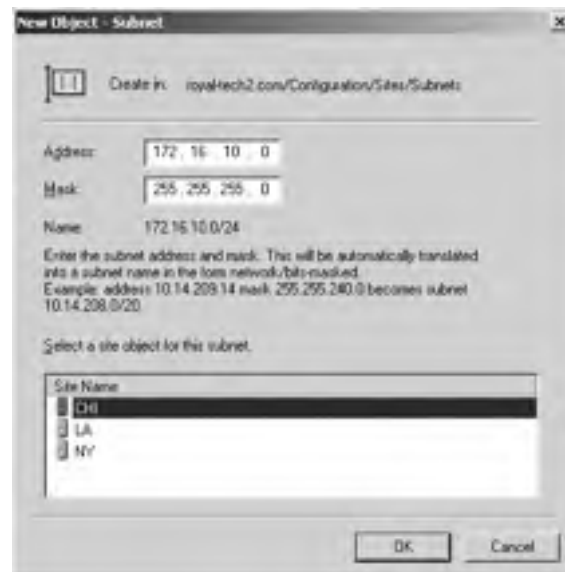 New Object - Subnet
Create in: royal-tech2.com/Configuration/Sites/Subnets
Address: 172 . 16 . 10 . 0
Mask: 255 . 255 . 255 . 0
Name: 172.16.10.0/24
Enter the subnet address and mask. This will be automatically translated
into a subnet name in the form network/bits-masked.
Example: address 10.14.209.14 mask 255.255.240.0 becomes subnet
10.14.208.0/20.
Select a site object for this subnet.
Site Name
CHI
LA
NY
OK
Cancel